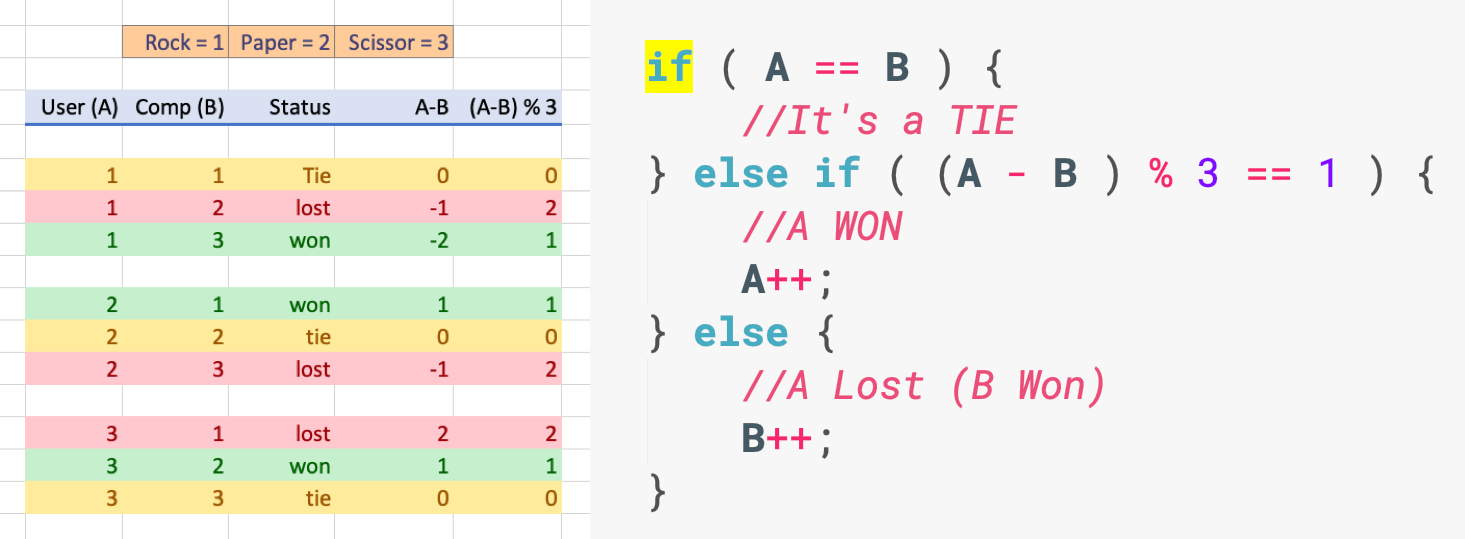 Rock = 1 Paper = 2 Scissor = 3
User (A) Comp (B) Status A-B (A-B) % 3
1 1 Tie 0 0
1 2 lost -1 2
1 3 won -2 1
2 1 won 1 1
2 2 tie 0 0
2 3 lost -1 2
3 1 lost 2 2
3 2 won 1 1
3 3 tie 0 0
if ( A == B ) {
//It's a TIE
} else if ( (A - B ) % 3 == 1 ) {
//A WON
A++;
} else {
//A Lost (B Won)
B++;
}